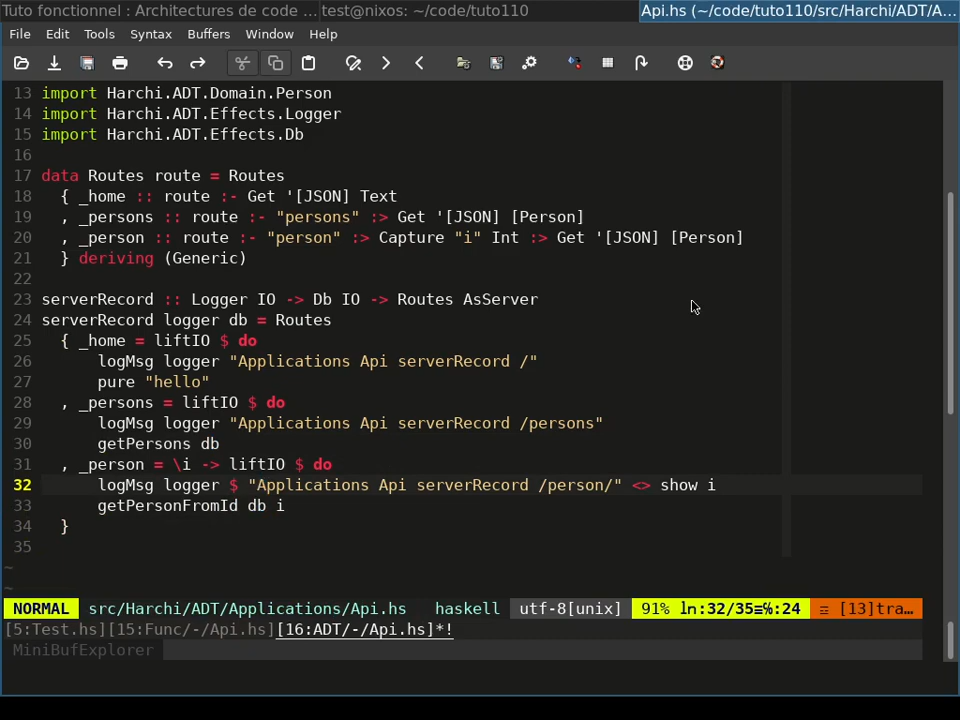 Tuto fonctionnel : Architectures de code ... test@nixos: ~/code/tuto110 Api.hs (~/code/tuto110/src/Harchi/ADT/A...
File Edit Tools Syntax Buffers Window Help
13 import Harchi.ADT.Domain.Person
14 import Harchi.ADT.Effects.Logger
15 import Harchi.ADT.Effects.Db
16
17 data Routes route = Routes
18   { _home :: route :- Get '[JSON] Text
19   , _persons :: route :- "persons" :> Get '[JSON] [Person]
20   , _person :: route :- "person" :> Capture "i" Int :> Get '[JSON] [Person]
21   } deriving (Generic)
22
23 serverRecord :: Logger IO -> Db IO -> Routes AsServer
24 serverRecord logger db = Routes
25   { _home = liftIO $ do
26       logMsg logger "Applications Api serverRecord /"
27       pure "hello"
28   , _persons = liftIO $ do
29       logMsg logger "Applications Api serverRecord /persons"
30       getPersons db
31   , _person = \i -> liftIO $ do
32       logMsg logger $ "Applications Api serverRecord /person/" <> show i
33       getPersonFromId db i
34   }
35
~
~
NORMAL src/Harchi/ADT/Applications/Api.hs haskell utf-8[unix] 91% ln:32/35≡℅:24 ☲ [13]tra…
[5:Test.hs][15:Func/-/Api.hs][16:ADT/-/Api.hs]*!
MiniBufExplorer